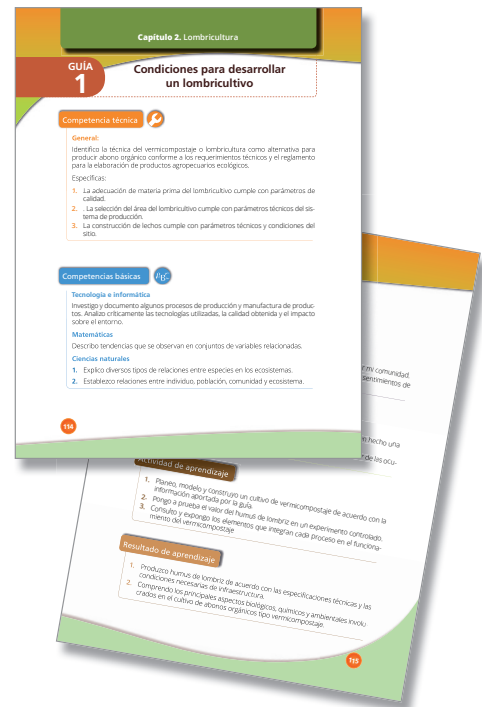 Capítulo 2. Lombricultura
GUÍA
1
Condiciones para desarrollar
un lombricultivo
Competencia técnica
General:
Identifico la técnica del vermicompostaje o lombricultura como alternativa para
producir abono orgánico conforme a los requerimientos técnicos y el reglamento
para la elaboración de productos agropecuarios ecológicos.
Específicas:
1. La adecuación de materia prima del lombricultivo cumple con parámetros de
calidad.
2. . La selección del área del lombricultivo cumple con parámetros técnicos del sis-
tema de producción.
3. La construcción de lechos cumple con parámetros técnicos y condiciones del
sitio.
Competencias básicas
ABC
Tecnología e informática
Investigo y documento algunos procesos de producción y manufactura de produc-
tos. Analizo críticamente las tecnologías utilizadas, la calidad obtenida y el impacto
sobre el entorno.
Matemáticas
Describo tendencias que se observan en conjuntos de variables relacionadas.
Ciencias naturales
1. Explico diversos tipos de relaciones entre especies en los ecosistemas.
2. Establezco relaciones entre individuo, población, comunidad y ecosistema.
114
mi comunidad.
sentimientos de
hecho una
de las ocu-
Actividad de aprendizaje
1. Planeo, modelo y construyo un cultivo de vermicompostaje de acuerdo con la
información aportada por la guía.
2. Pongo a prueba el valor del humus de lombriz en un experimento controlado.
3. Consulto y expongo los elementos que integran cada proceso en el funciona-
miento del vermicompostaje
Resultado de aprendizaje
1. Produzco humus de lombriz de acuerdo con las especificaciones técnicas y las
condiciones necesarias de infraestructura.
2. Comprendo los principales aspectos biológicos, químicos y ambientales involu
crados en el cultivo de abonos orgánicos tipo vermicompostaje.
115